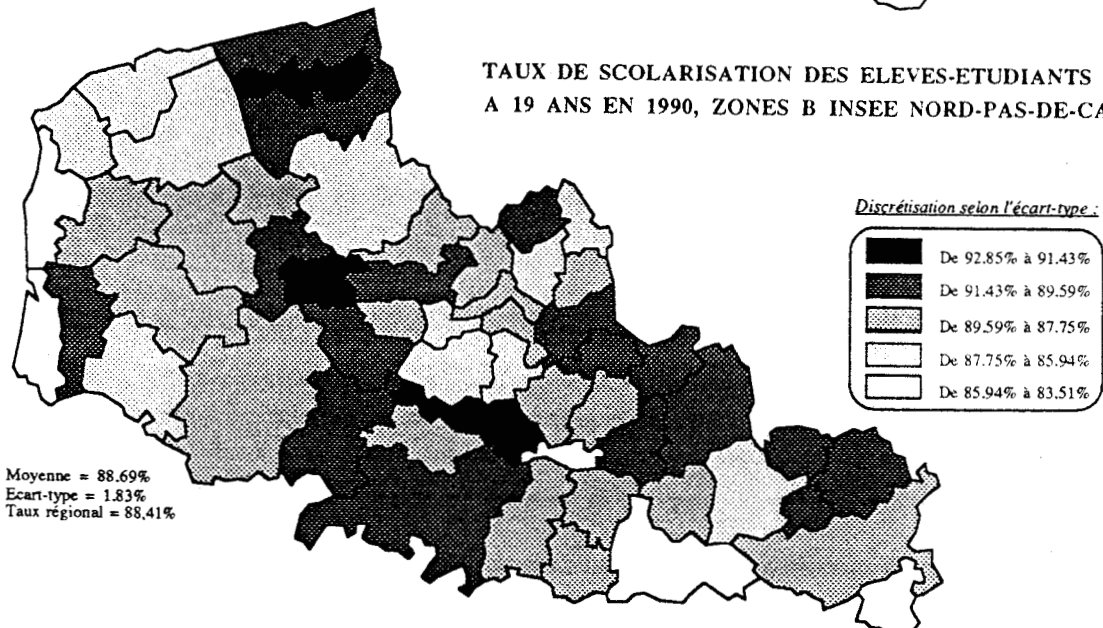 TAUX DE SCOLARISATION DES ELEVES-ETUDIANTS
A 19 ANS EN 1990, ZONES B INSEE NORD-PAS-DE-CA
Discrétisation selon l'écart-type :
De 92.85% à 91.43%
De 91.43% à 89.59%
De 89.59% à 87.75%
De 87.75% à 85.94%
De 85.94% à 83.51%
Moyenne = 88.69%
Ecart-type = 1.83%
Taux régional = 88,41%